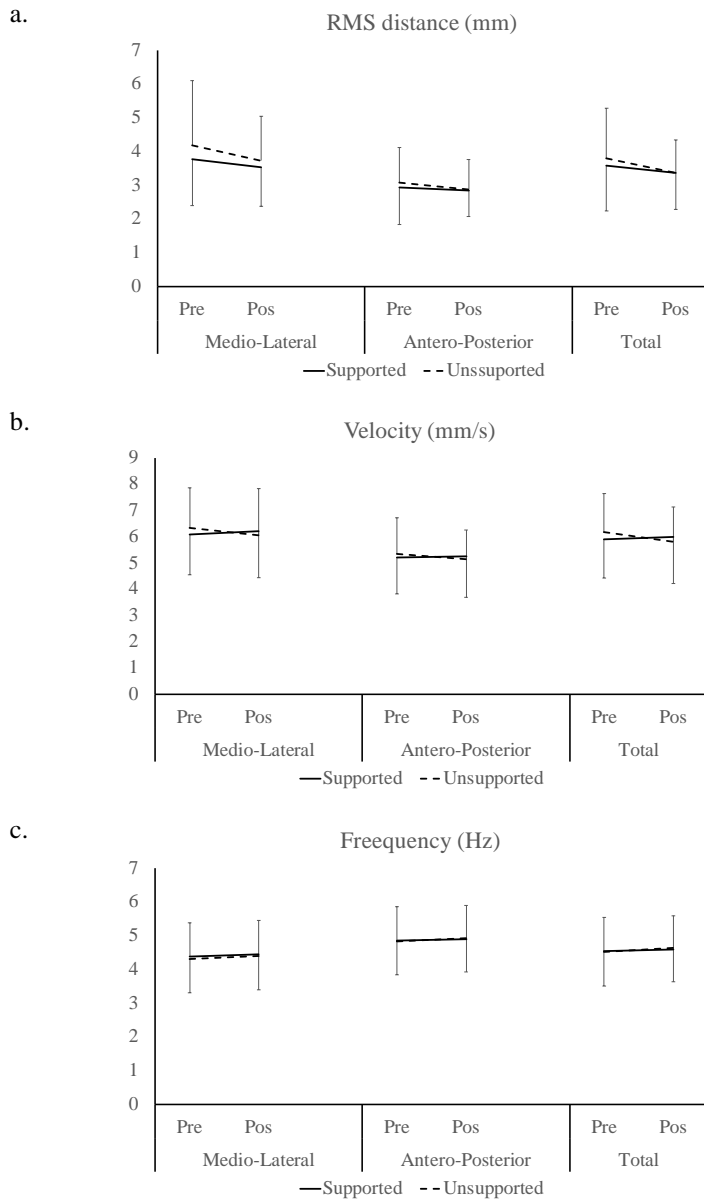 a.
RMS distance (mm)
7
6
5
4
3
2
1
0
Pre Pos Pre Pos Pre Pos
Medio-Lateral Antero-Posterior Total
Supported Unssuported
b.
Velocity (mm/s)
9
8
7
6
5
4
3
2
1
0
Pre Pos Pre Pos Pre Pos
Medio-Lateral Antero-Posterior Total
Supported Unsupported
c.
Freequency (Hz)
7
6
5
4
3
2
1
0
Pre Pos Pre Pos Pre Pos
Medio-Lateral Antero-Posterior Total
Supported Unsupported